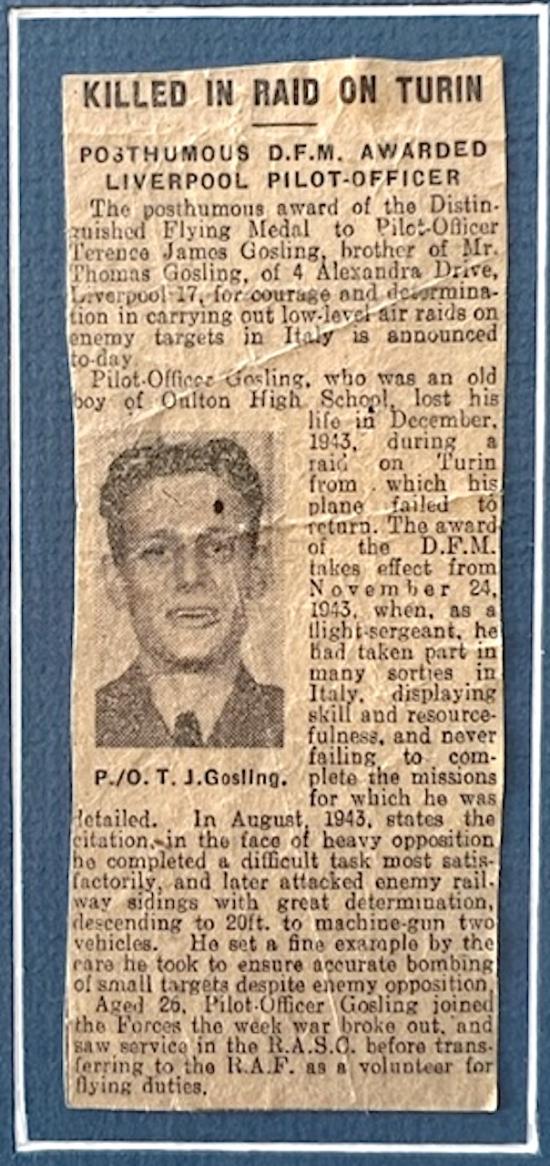 KILLED IN RAID ON TURIN
POSTHUMOUS D.F.M. AWARDED
LIVERPOOL PILOT-OFFICER
The posthumous award of the Distin-
guished Flying Medal to Pilot-Officer
Terence James Gosling, brother of Mr.
Thomas Gosling, of 4 Alexandra Drive,
Liverpool 17, for courage and determina-
tion in carrying out low-level air raids on
enemy targets in Italy is announced
to-day.
Pilot-Officer Gosling, who was an old
boy of Oulton High School, lost his
life in December,
1943, during a
raid on Turin
from which his
plane failed to
return. The award
of the D.F.M.
takes effect from
November 24,
1943, when, as a
flight-sergeant, he
had taken part in
many sorties in
Italy, displaying
skill and resource-
fulness, and never
failing to com-
plete the missions
for which he was
P./O. T. J. Gosling.
detailed. In August, 1943, states the
citation, in the face of heavy opposition
he completed a difficult task most satis-
factorily, and later attacked enemy rail-
way sidings with great determination,
descending to 20ft. to machine-gun two
vehicles. He set a fine example by the
care he took to ensure accurate bombing
of small targets despite enemy opposition.
Aged 26, Pilot-Officer Gosling joined
the Forces the week war broke out, and
saw service in the R.A.S.C. before trans-
ferring to the R.A.F. as a volunteer for
flying duties.